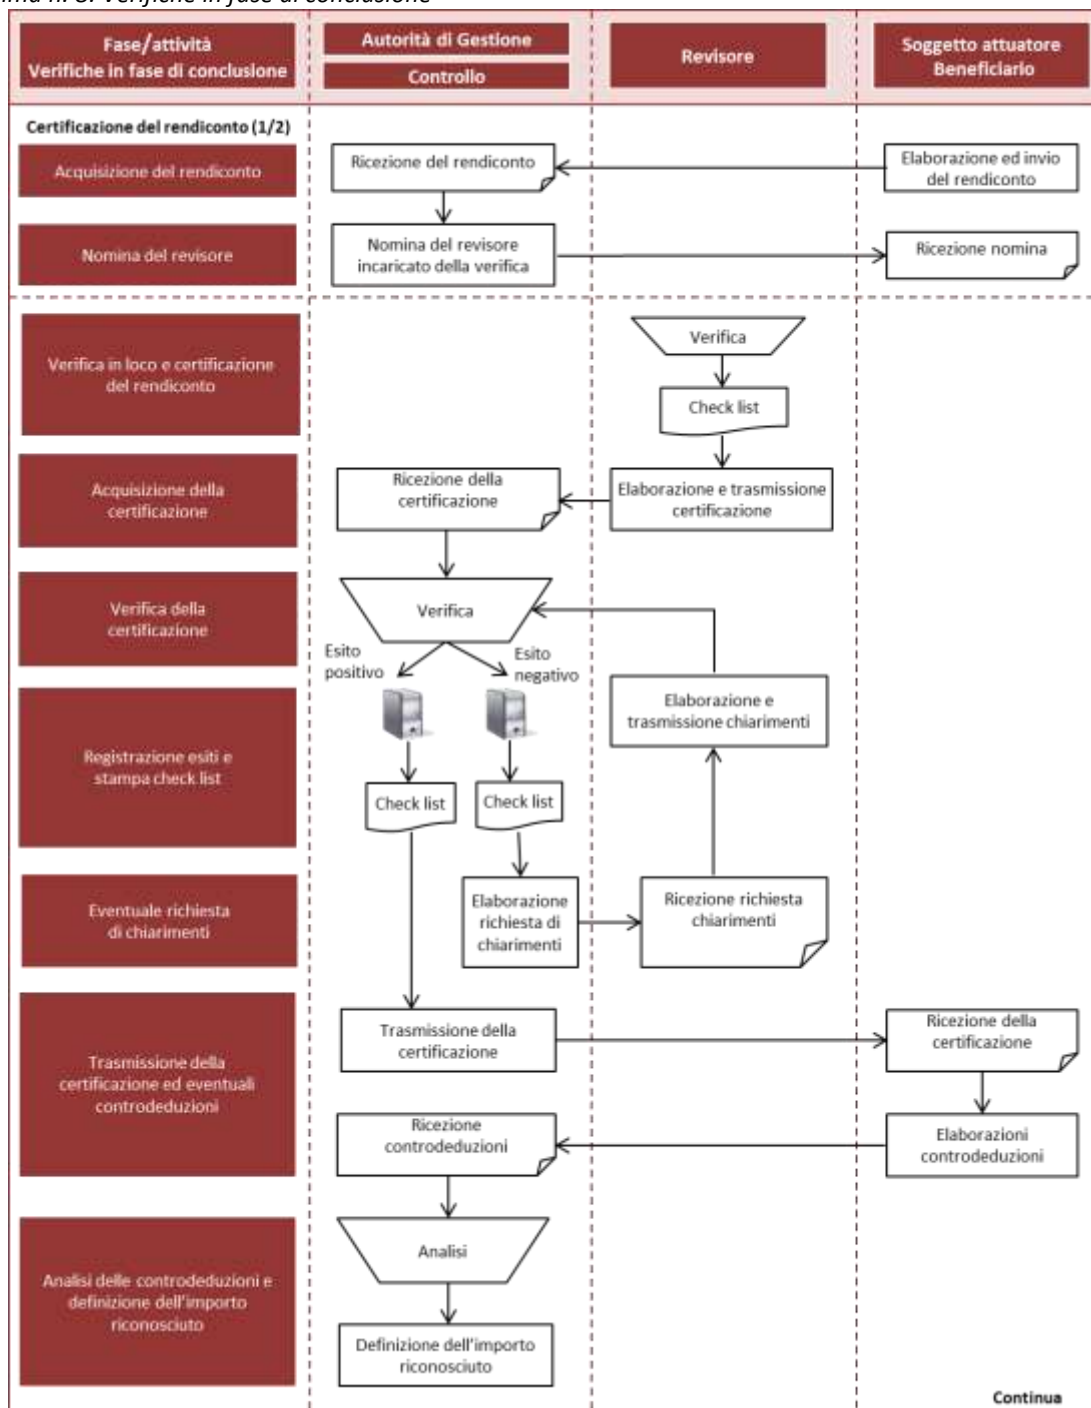 n. 8. Verifiche in fase di conclusione
Fase/attività
Verifiche in fase di conclusione
Autorità di Gestione
Controllo
Revisore
Soggetto attuatore
Beneficiario
Certificazione del rendiconto (1/2)
Acquisizione del rendiconto
Ricezione del rendiconto
Elaborazione ed invio
del rendiconto
Nomina del revisore
Nomina del revisore
incaricato della verifica
Ricezione nomina
Verifica in loco e certificazione
del rendiconto
Verifica
Check list
Acquisizione della
certificazione
Ricezione della
certificazione
Elaborazione e trasmissione
certificazione
Verifica della
certificazione
Verifica
Esito
positivo
Esito
negativo
Registrazione esiti e
stampa check list
Check list
Check list
Elaborazione e
trasmissione chiarimenti
Eventuale richiesta
di chiarimenti
Elaborazione
richiesta di
chiarimenti
Ricezione richiesta
chiarimenti
Trasmissione della
certificazione ed eventuali
controdeduzioni
Trasmissione della
certificazione
Ricezione della
certificazione
Ricezione
controdeduzioni
Elaborazioni
controdeduzioni
Analisi delle controdeduzioni e
definizione dell'importo
riconosciuto
Analisi
Definizione dell'importo
riconosciuto
Continua